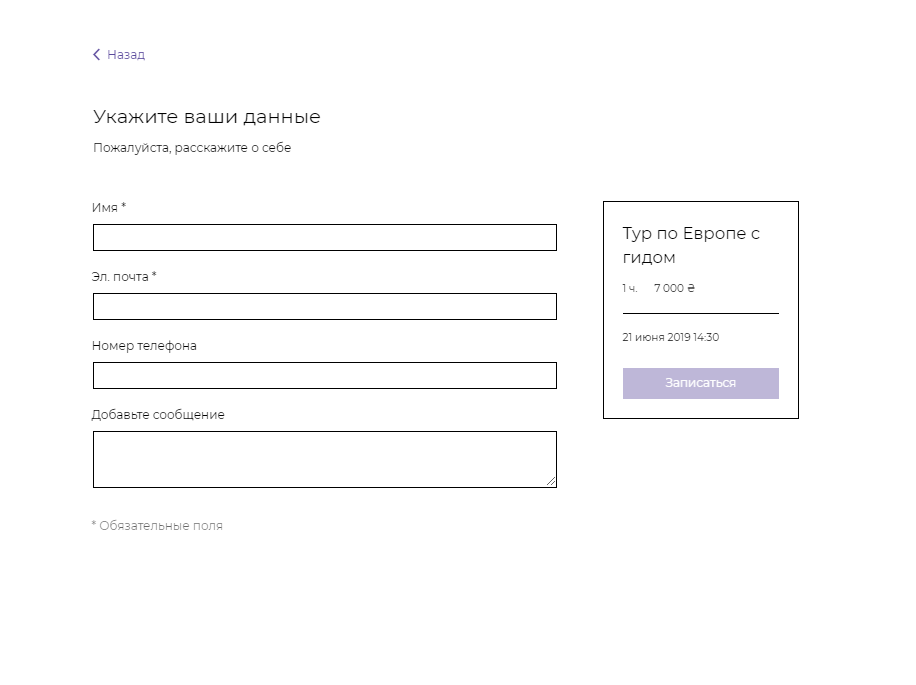 Назад
Укажите ваши данные
Пожалуйста, расскажите о себе
Имя *
Эл. почта *
Номер телефона
Добавьте сообщение
* Обязательные поля
Тур по Европе с
гидом
1 ч. 7 000 ₴
21 июня 2019 14:30
Записаться